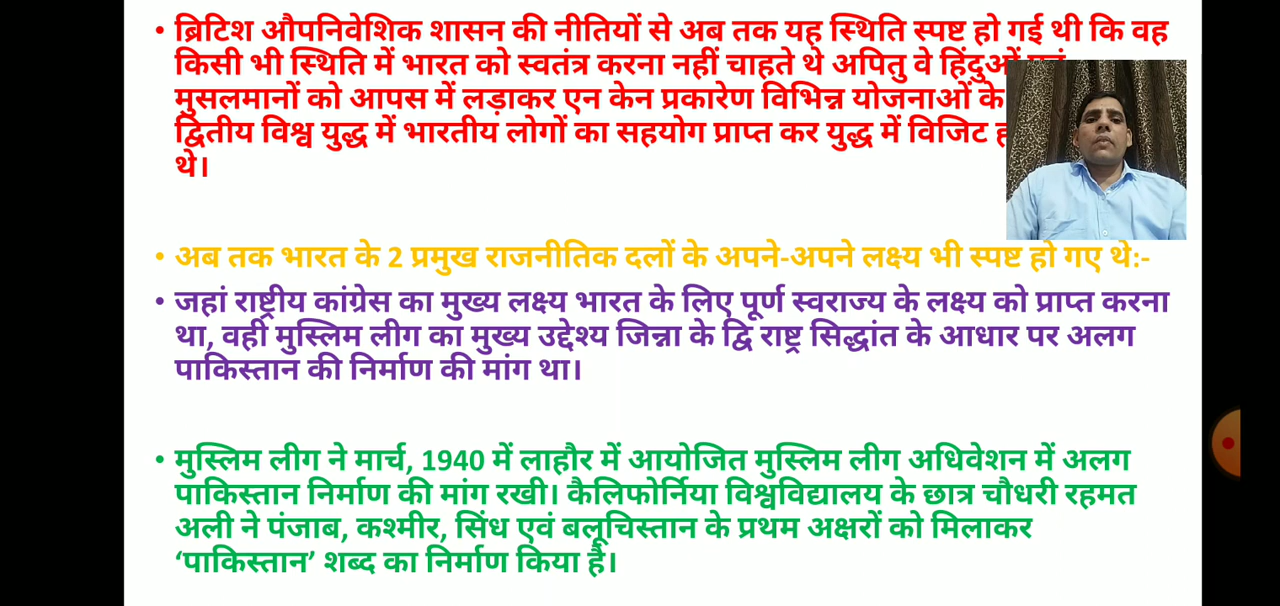 • ब्रिटिश औपनिवेशिक शासन की नीतियों से अब तक यह स्थिति स्पष्ट हो गई थी कि वह
किसी भी स्थिति में भारत को स्वतंत्र करना नहीं चाहते थे अपितु वे हिंदुओं एवं
मुसलमानों को आपस में लड़ाकर एन केन प्रकारेण विभिन्न योजनाओं के
द्वितीय विश्व युद्ध में भारतीय लोगों का सहयोग प्राप्त कर युद्ध में विजिट
थे।
• अब तक भारत के 2 प्रमुख राजनीतिक दलों के अपने-अपने लक्ष्य भी स्पष्ट हो गए थे:-
• जहां राष्ट्रीय कांग्रेस का मुख्य लक्ष्य भारत के लिए पूर्ण स्वराज्य के लक्ष्य को प्राप्त करना
था, वही मुस्लिम लीग का मुख्य उद्देश्य जिन्ना के द्वि राष्ट्र सिद्धांत के आधार पर अलग
पाकिस्तान की निर्माण की मांग था।
• मुस्लिम लीग ने मार्च, 1940 में लाहौर में आयोजित मुस्लिम लीग अधिवेशन में अलग
पाकिस्तान निर्माण की मांग रखी। कैलिफोर्निया विश्वविद्यालय के छात्र चौधरी रहमत
अली ने पंजाब, कश्मीर, सिंध एवं बलूचिस्तान के प्रथम अक्षरों को मिलाकर
‘पाकिस्तान’ शब्द का निर्माण किया है।